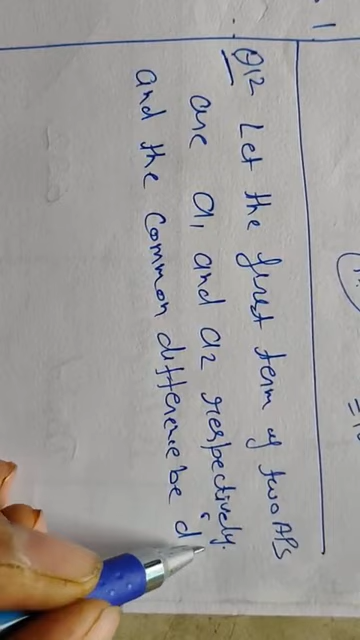 Q12 Let the first term of two APs
are a1 and a2 respectively.
and the common difference be d